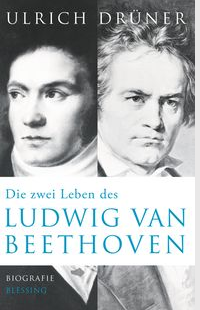 ULRICH DRÜNER
Die zwei Leben des
LUDWIG VAN
BEETHOVEN
BIOGRAFIE
BLESSING